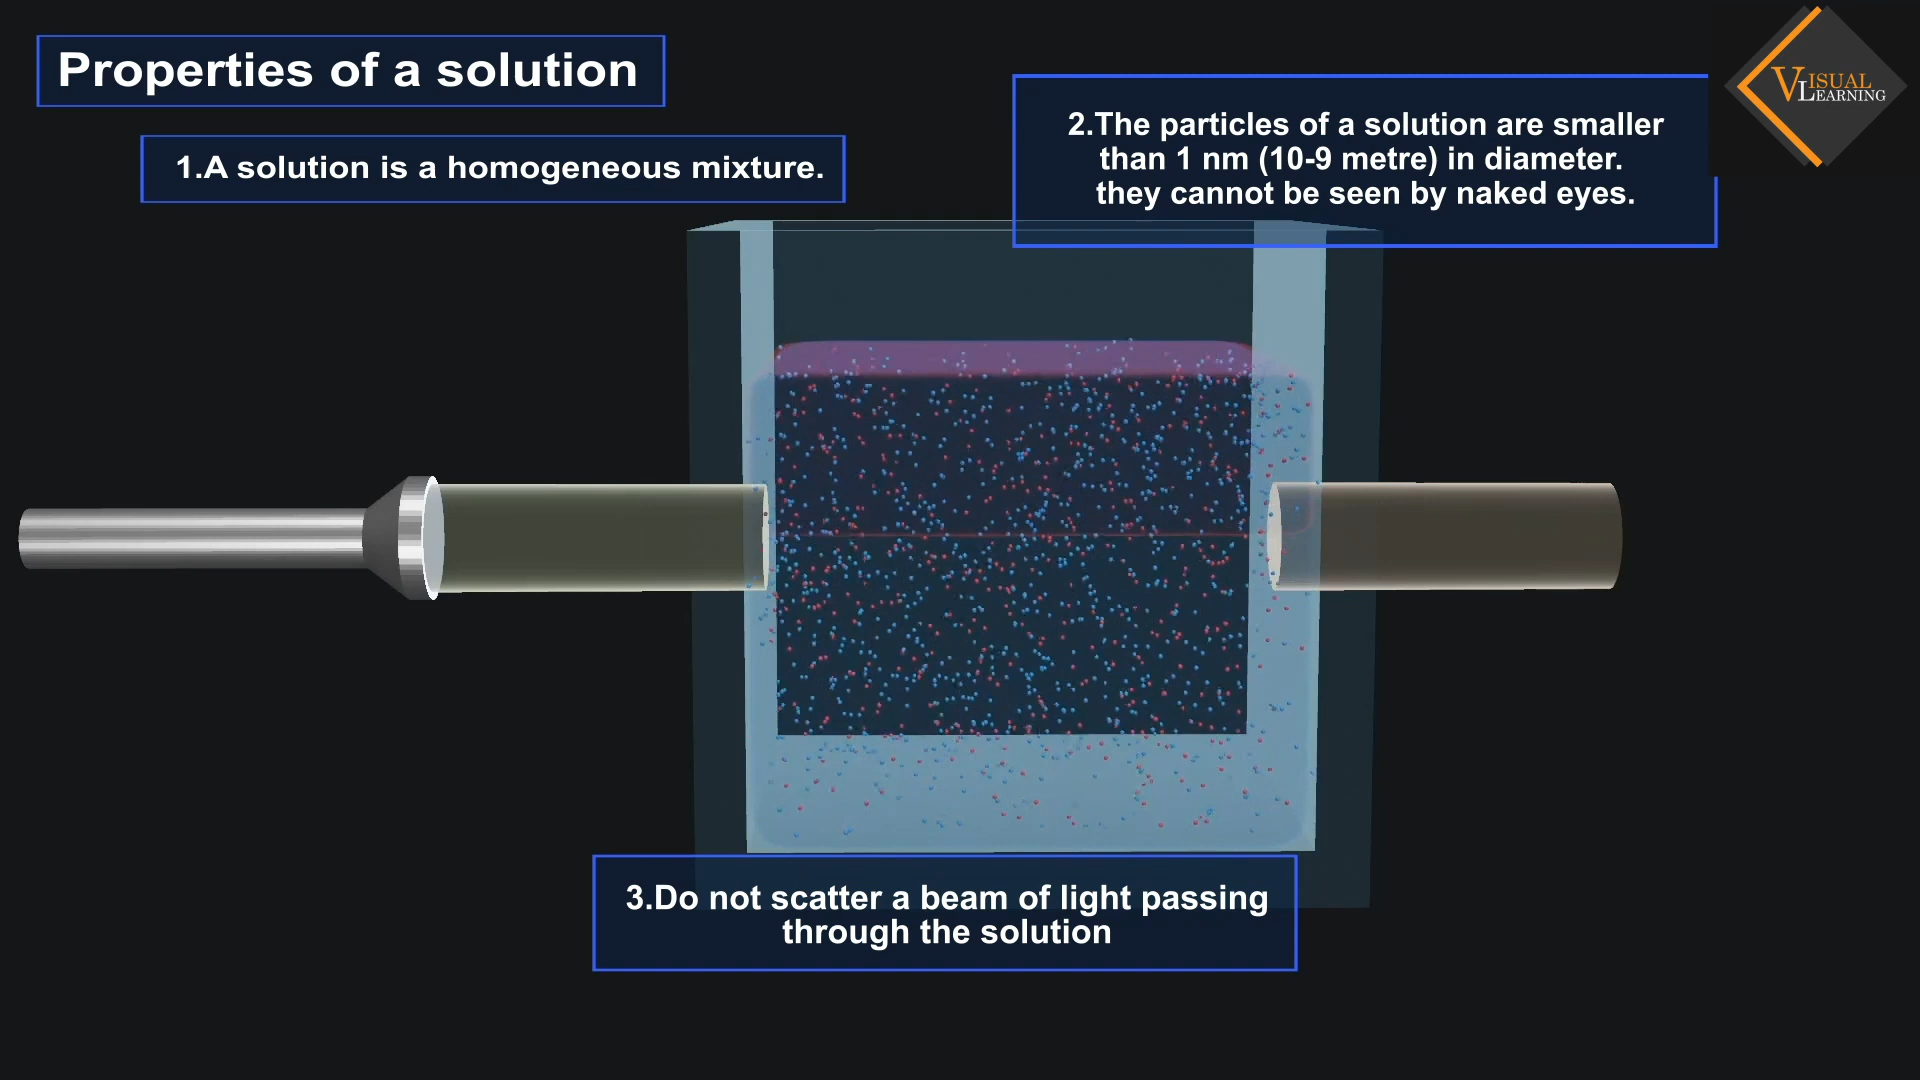 Properties of a solution
1.A solution is a homogeneous mixture.
2.The particles of a solution are smaller
than 1 nm (10-9 metre) in diameter.
they cannot be seen by naked eyes.
VISUAL
LEARNING
3.Do not scatter a beam of light passing
through the solution